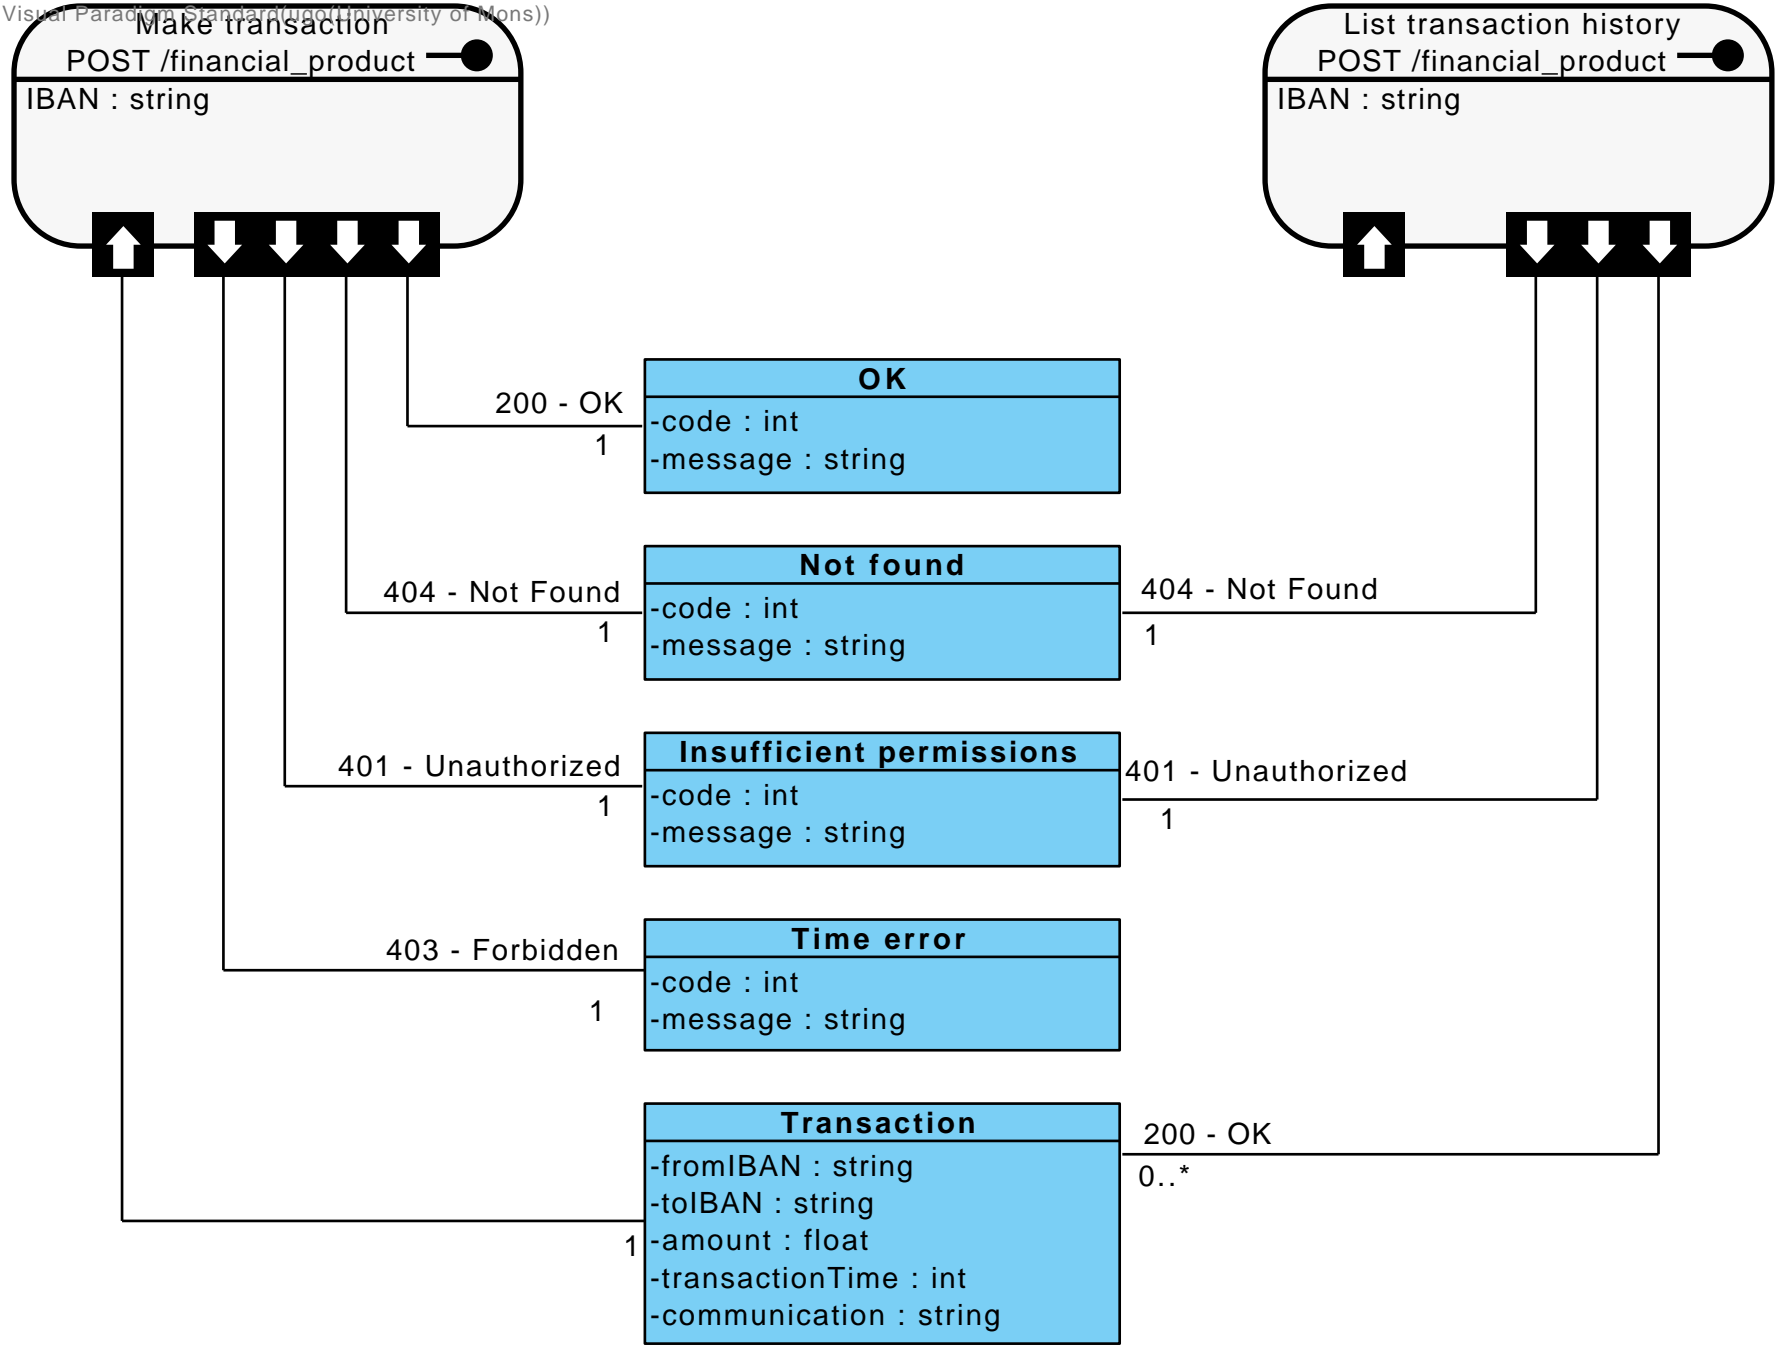 Visual Paradigm Standard(ugo(University of Mons))
Make transaction
POST /financial_product
IBAN : string
List transaction history
POST /financial_product
IBAN : string
200 - OK
1
OK
-code : int
-message : string
404 - Not Found
1
Not found
-code : int
-message : string
404 - Not Found
1
401 - Unauthorized
1
Insufficient permissions
-code : int
-message : string
401 - Unauthorized
1
403 - Forbidden
1
Time error
-code : int
-message : string
1
Transaction
-fromIBAN : string
-toIBAN : string
-amount : float
-transactionTime : int
-communication : string
200 - OK
0..*